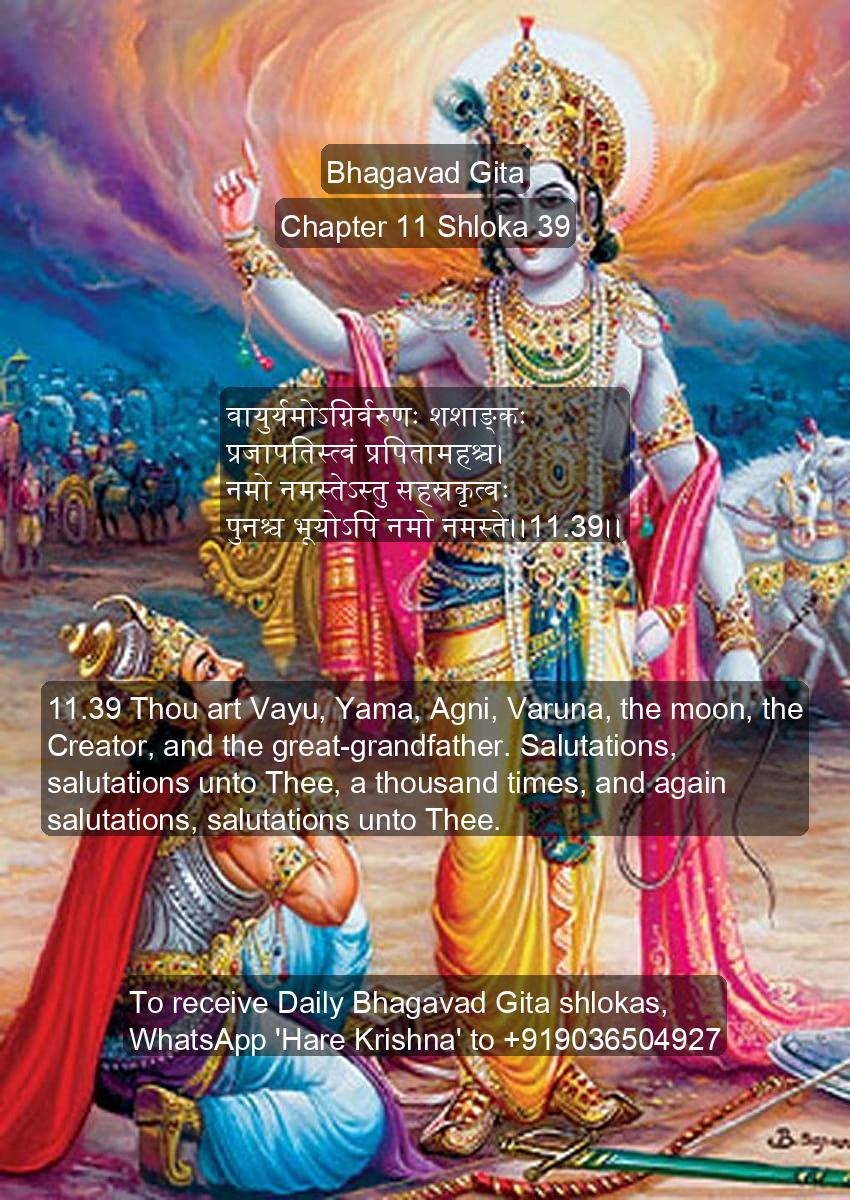 Bhagavad Gita
Chapter 11 Shloka 39
वायुर्यमोऽग्निर्वरुणः शशाङ्कः
प्रजापतिस्त्वं प्रपितामहश्च।
नमो नमस्तेऽस्तु सहस्रकृत्वः
पुनश्च भूयोऽपि नमो नमस्ते।।11.39।।
11.39 Thou art Vayu, Yama, Agni, Varuna, the moon, the
Creator, and the great-grandfather. Salutations,
salutations unto Thee, a thousand times, and again
salutations, salutations unto Thee.
To receive Daily Bhagavad Gita shlokas,
WhatsApp 'Hare Krishna' to +919036504927